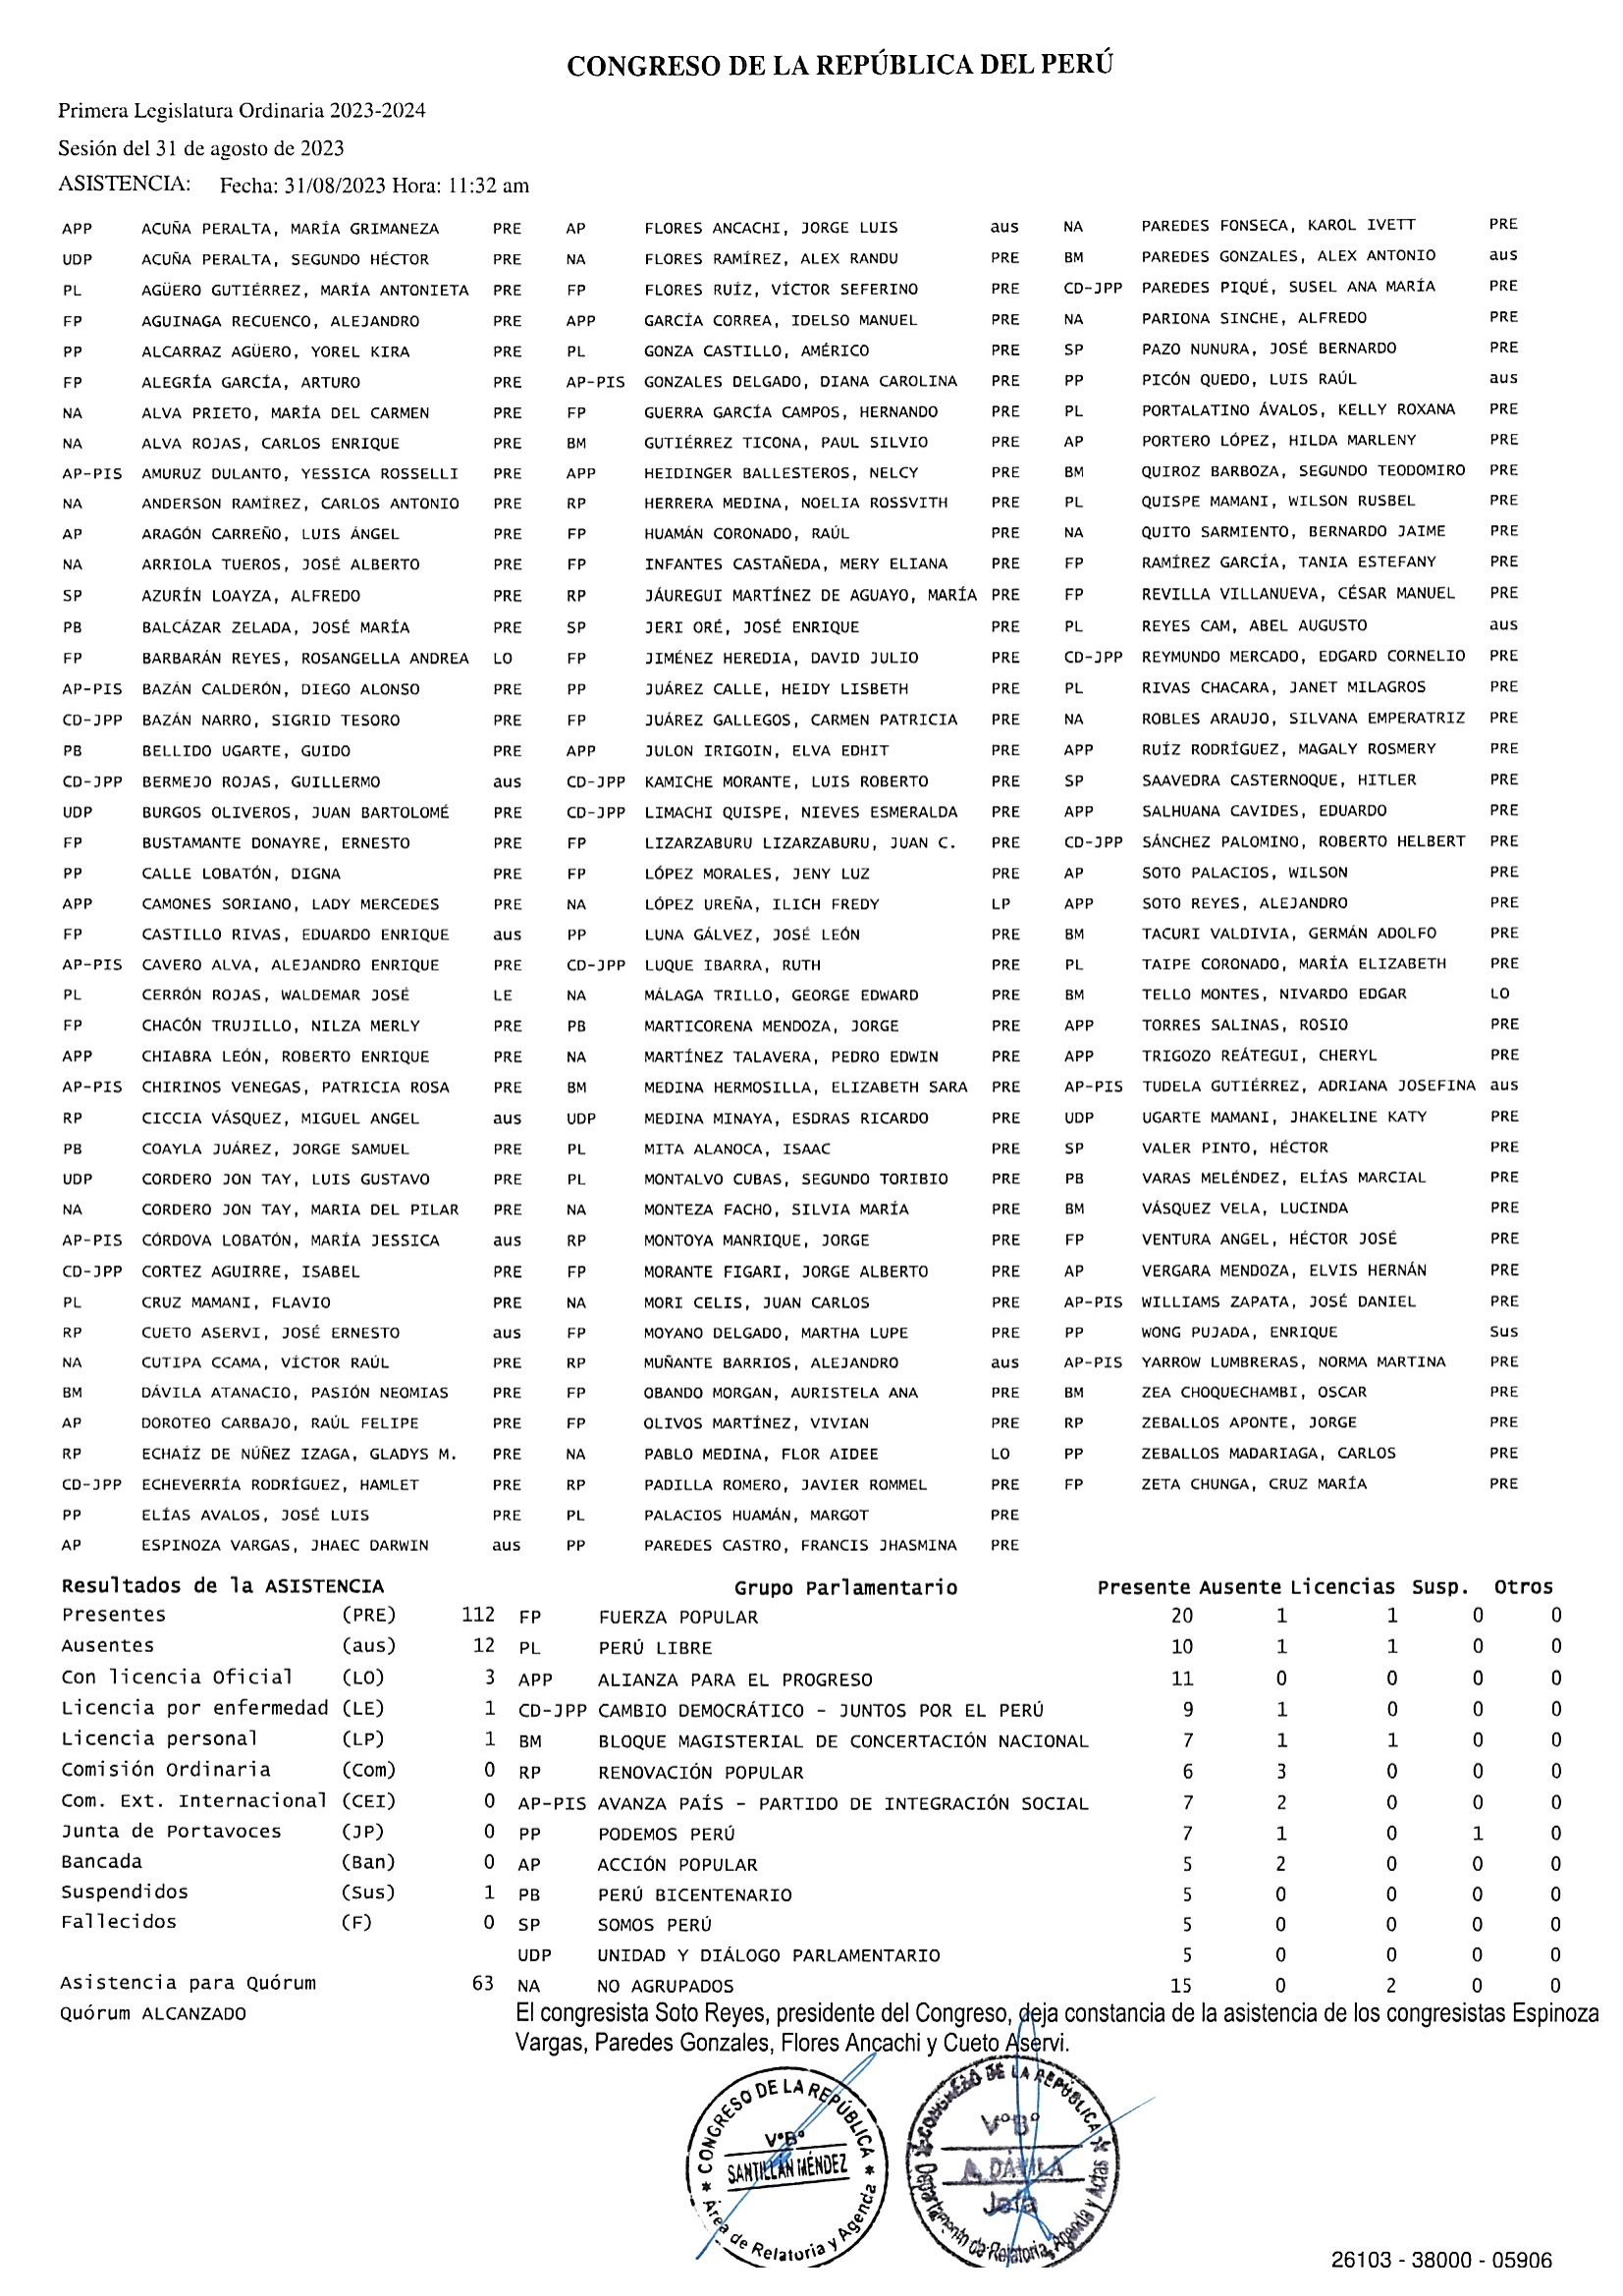 CONGRESO DE LA REPÚBLICA DEL PERÚ
Primera Legislatura Ordinaria 2023-2024
Sesión del 31 de agosto de 2023
ASISTENCIA: Fecha: 31/08/2023 Hora: 11:32 am
APP ACUÑA PERALTA, MARÍA GRIMANEZA PRE AP FLORES ANCACHI, JORGE LUIS aus NA PAREDES FONSECA, KAROL IVETT PRE
UDP ACUÑA PERALTA, SEGUNDO HÉCTOR PRE NA FLORES RAMÍREZ, ALEX RANDU PRE BM PAREDES GONZALES, ALEX ANTONIO aus
PL AGÜERO GUTIÉRREZ, MARÍA ANTONIETA PRE FP FLORES RUÍZ, VÍCTOR SEFERINO PRE CD-JPP PAREDES PIQUÉ, SUSEL ANA MARÍA PRE
FP AGUINAGA RECUENCO, ALEJANDRO PRE APP GARCÍA CORREA, IDELSO MANUEL PRE NA PARIONA SINCHE, ALFREDO PRE
PP ALCARRAZ AGÜERO, YOREL KIRA PRE PL GONZA CASTILLO, AMÉRICO PRE SP PAZO NUNURA, JOSÉ BERNARDO PRE
FP ALEGRÍA GARCÍA, ARTURO PRE AP-PIS GONZALES DELGADO, DIANA CAROLINA PRE PP PICÓN QUEDO, LUIS RAÚL aus
NA ALVA PRIETO, MARÍA DEL CARMEN PRE FP GUERRA GARCÍA CAMPOS, HERNANDO PRE PL PORTALATINO ÁVALOS, KELLY ROXANA PRE
NA ALVA ROJAS, CARLOS ENRIQUE PRE BM GUTIÉRREZ TICONA, PAUL SILVIO PRE AP PORTERO LÓPEZ, HILDA MARLENY PRE
AP-PIS AMURUZ DULANTO, YESSICA ROSSELLI PRE APP HEIDINGER BALLESTEROS, NELCY PRE BM QUIROZ BARBOZA, SEGUNDO TEODOMIRO PRE
NA ANDERSON RAMÍREZ, CARLOS ANTONIO PRE RP HERRERA MEDINA, NOELIA ROSSVITH PRE PL QUISPE MAMANI, WILSON RUSBEL PRE
AP ARAGÓN CARREÑO, LUIS ÁNGEL PRE FP HUAMÁN CORONADO, RAÚL PRE NA QUITO SARMIENTO, BERNARDO JAIME PRE
NA ARRIOLA TUEROS, JOSÉ ALBERTO PRE FP INFANTES CASTAÑEDA, MERY ELIANA PRE FP RAMÍREZ GARCÍA, TANIA ESTEFANY PRE
SP AZURÍN LOAYZA, ALFREDO PRE RP JÁUREGUI MARTÍNEZ DE AGUAYO, MARÍA PRE FP REVILLA VILLANUEVA, CÉSAR MANUEL PRE
PB BALCÁZAR ZELADA, JOSÉ MARÍA PRE SP JERI ORÉ, JOSÉ ENRIQUE PRE PL REYES CAM, ABEL AUGUSTO aus
FP BARBARÁN REYES, ROSANGELLA ANDREA LO FP JIMÉNEZ HEREDIA, DAVID JULIO PRE CD-JPP REYMUNDO MERCADO, EDGARD CORNELIO PRE
AP-PIS BAZÁN CALDERÓN, DIEGO ALONSO PRE PP JUÁREZ CALLE, HEIDY LISBETH PRE PL RIVAS CHACARA, JANET MILAGROS PRE
CD-JPP BAZÁN NARRO, SIGRID TESORO PRE FP JUÁREZ GALLEGOS, CARMEN PATRICIA PRE NA ROBLES ARAUJO, SILVANA EMPERATRIZ PRE
PB BELLIDO UGARTE, GUIDO PRE APP JULON IRIGOIN, ELVA EDHIT PRE APP RUÍZ RODRÍGUEZ, MAGALY ROSMERY PRE
CD-JPP BERMEJO ROJAS, GUILLERMO aus CD-JPP KAMICHE MORANTE, LUIS ROBERTO PRE SP SAAVEDRA CASTERNOQUE, HITLER PRE
UDP BURGOS OLIVEROS, JUAN BARTOLOMÉ PRE CD-JPP LIMACHI QUISPE, NIEVES ESMERALDA PRE APP SALHUANA CAVIDES, EDUARDO PRE
FP BUSTAMANTE DONAYRE, ERNESTO PRE FP LIZARZABURU LIZARZABURU, JUAN C. PRE CD-JPP SÁNCHEZ PALOMINO, ROBERTO HELBERT PRE
PP CALLE LOBATÓN, DIGNA PRE FP LÓPEZ MORALES, JENY LUZ PRE AP SOTO PALACIOS, WILSON PRE
APP CAMONES SORIANO, LADY MERCEDES PRE NA LÓPEZ UREÑA, ILICH FREDY LP APP SOTO REYES, ALEJANDRO PRE
FP CASTILLO RIVAS, EDUARDO ENRIQUE aus PP LUNA GÁLVEZ, JOSÉ LEÓN PRE BM TACURI VALDIVIA, GERMÁN ADOLFO PRE
AP-PIS CAVERO ALVA, ALEJANDRO ENRIQUE PRE CD-JPP LUQUE IBARRA, RUTH PRE PL TAIPE CORONADO, MARÍA ELIZABETH PRE
PL CERRÓN ROJAS, WALDEMAR JOSÉ LE NA MÁLAGA TRILLO, GEORGE EDWARD PRE BM TELLO MONTES, NIVARDO EDGAR LO
FP CHACÓN TRUJILLO, NILZA MERLY PRE PB MARTICORENA MENDOZA, JORGE PRE APP TORRES SALINAS, ROSIO PRE
APP CHIABRA LEÓN, ROBERTO ENRIQUE PRE NA MARTÍNEZ TALAVERA, PEDRO EDWIN PRE APP TRIGOZO REÁTEGUI, CHERYL PRE
AP-PIS CHIRINOS VENEGAS, PATRICIA ROSA PRE BM MEDINA HERMOSILLA, ELIZABETH SARA PRE AP-PIS TUDELA GUTIÉRREZ, ADRIANA JOSEFINA aus
RP CICCIA VÁSQUEZ, MIGUEL ANGEL aus UDP MEDINA MINAYA, ESDRAS RICARDO PRE UDP UGARTE MAMANI, JHAKELINE KATY PRE
PB COAYLA JUÁREZ, JORGE SAMUEL PRE PL MITA ALANOCA, ISAAC PRE SP VALER PINTO, HÉCTOR PRE
UDP CORDERO JON TAY, LUIS GUSTAVO PRE PL MONTALVO CUBAS, SEGUNDO TORIBIO PRE PB VARAS MELÉNDEZ, ELÍAS MARCIAL PRE
NA CORDERO JON TAY, MARIA DEL PILAR PRE NA MONTEZA FACHO, SILVIA MARÍA PRE BM VÁSQUEZ VELA, LUCINDA PRE
AP-PIS CÓRDOVA LOBATÓN, MARÍA JESSICA aus RP MONTOYA MANRIQUE, JORGE PRE FP VENTURA ANGEL, HÉCTOR JOSÉ PRE
CD-JPP CORTEZ AGUIRRE, ISABEL PRE FP MORANTE FIGARI, JORGE ALBERTO PRE AP VERGARA MENDOZA, ELVIS HERNÁN PRE
PL CRUZ MAMANI, FLAVIO PRE NA MORI CELIS, JUAN CARLOS PRE AP-PIS WILLIAMS ZAPATA, JOSÉ DANIEL PRE
RP CUETO ASERVI, JOSÉ ERNESTO aus FP MOYANO DELGADO, MARTHA LUPE PRE PP WONG PUJADA, ENRIQUE Sus
NA CUTIPA CCAMA, VÍCTOR RAÚL PRE RP MUÑANTE BARRIOS, ALEJANDRO aus AP-PIS YARROW LUMBRERAS, NORMA MARTINA PRE
BM DÁVILA ATANACIO, PASIÓN NEOMIAS PRE FP OBANDO MORGAN, AURISTELA ANA PRE BM ZEA CHOQUECHAMBI, OSCAR PRE
AP DOROTEO CARBAJO, RAÚL FELIPE PRE FP OLIVOS MARTÍNEZ, VIVIAN PRE RP ZEBALLOS APONTE, JORGE PRE
RP ECHAÍZ DE NÚÑEZ IZAGA, GLADYS M. PRE NA PABLO MEDINA, FLOR AIDEE LO PP ZEBALLOS MADARIAGA, CARLOS PRE
CD-JPP ECHEVERRÍA RODRÍGUEZ, HAMLET PRE RP PADILLA ROMERO, JAVIER ROMMEL PRE FP ZETA CHUNGA, CRUZ MARÍA PRE
PP ELÍAS AVALOS, JOSÉ LUIS PRE PL PALACIOS HUAMÁN, MARGOT PRE
AP ESPINOZA VARGAS, JHAEC DARWIN aus PP PAREDES CASTRO, FRANCIS JHASMINA PRE
Resultados de la ASISTENCIA Grupo Parlamentario Presente Ausente Licencias Susp. Otros
Presentes (PRE) 112 FP FUERZA POPULAR 20 1 1 0 0
Ausentes (aus) 12 PL PERÚ LIBRE 10 1 1 0 0
Con licencia Oficial (LO) 3 APP ALIANZA PARA EL PROGRESO 11 0 0 0 0
Licencia por enfermedad (LE) 1 CD-JPP CAMBIO DEMOCRÁTICO - JUNTOS POR EL PERÚ 9 1 0 0 0
Licencia personal (LP) 1 BM BLOQUE MAGISTERIAL DE CONCERTACIÓN NACIONAL 7 1 1 0 0
Comisión Ordinaria (Com) 0 RP RENOVACIÓN POPULAR 6 3 0 0 0
Com. Ext. Internacional (CEI) 0 AP-PIS AVANZA PAÍS - PARTIDO DE INTEGRACIÓN SOCIAL 7 2 0 0 0
Junta de Portavoces (JP) 0 PP PODEMOS PERÚ 7 1 0 1 0
Bancada (Ban) 0 AP ACCIÓN POPULAR 5 2 0 0 0
Suspendidos (Sus) 1 PB PERÚ BICENTENARIO 5 0 0 0 0
Fallecidos (F) 0 SP SOMOS PERÚ 5 0 0 0 0
UDP UNIDAD Y DIÁLOGO PARLAMENTARIO 5 0 0 0 0
Asistencia para Quórum 63 NA NO AGRUPADOS 15 0 2 0 0
Quórum ALCANZADO
El congresista Soto Reyes, presidente del Congreso, deja constancia de la asistencia de los congresistas Espinoza
Vargas, Paredes Gonzales, Flores Ancachi y Cueto Aservi.
CONGRESO DE LA REPÚBLICA
V°B°
SANTILLÁN MÉNDEZ
Área de Relatoría y Agenda
CONGRESO DE LA REPÚBLICA
V°B°
A. DÁVILA
Jefa
Departamento de Relatoría, Agenda y Actas
26103 - 38000 - 05906